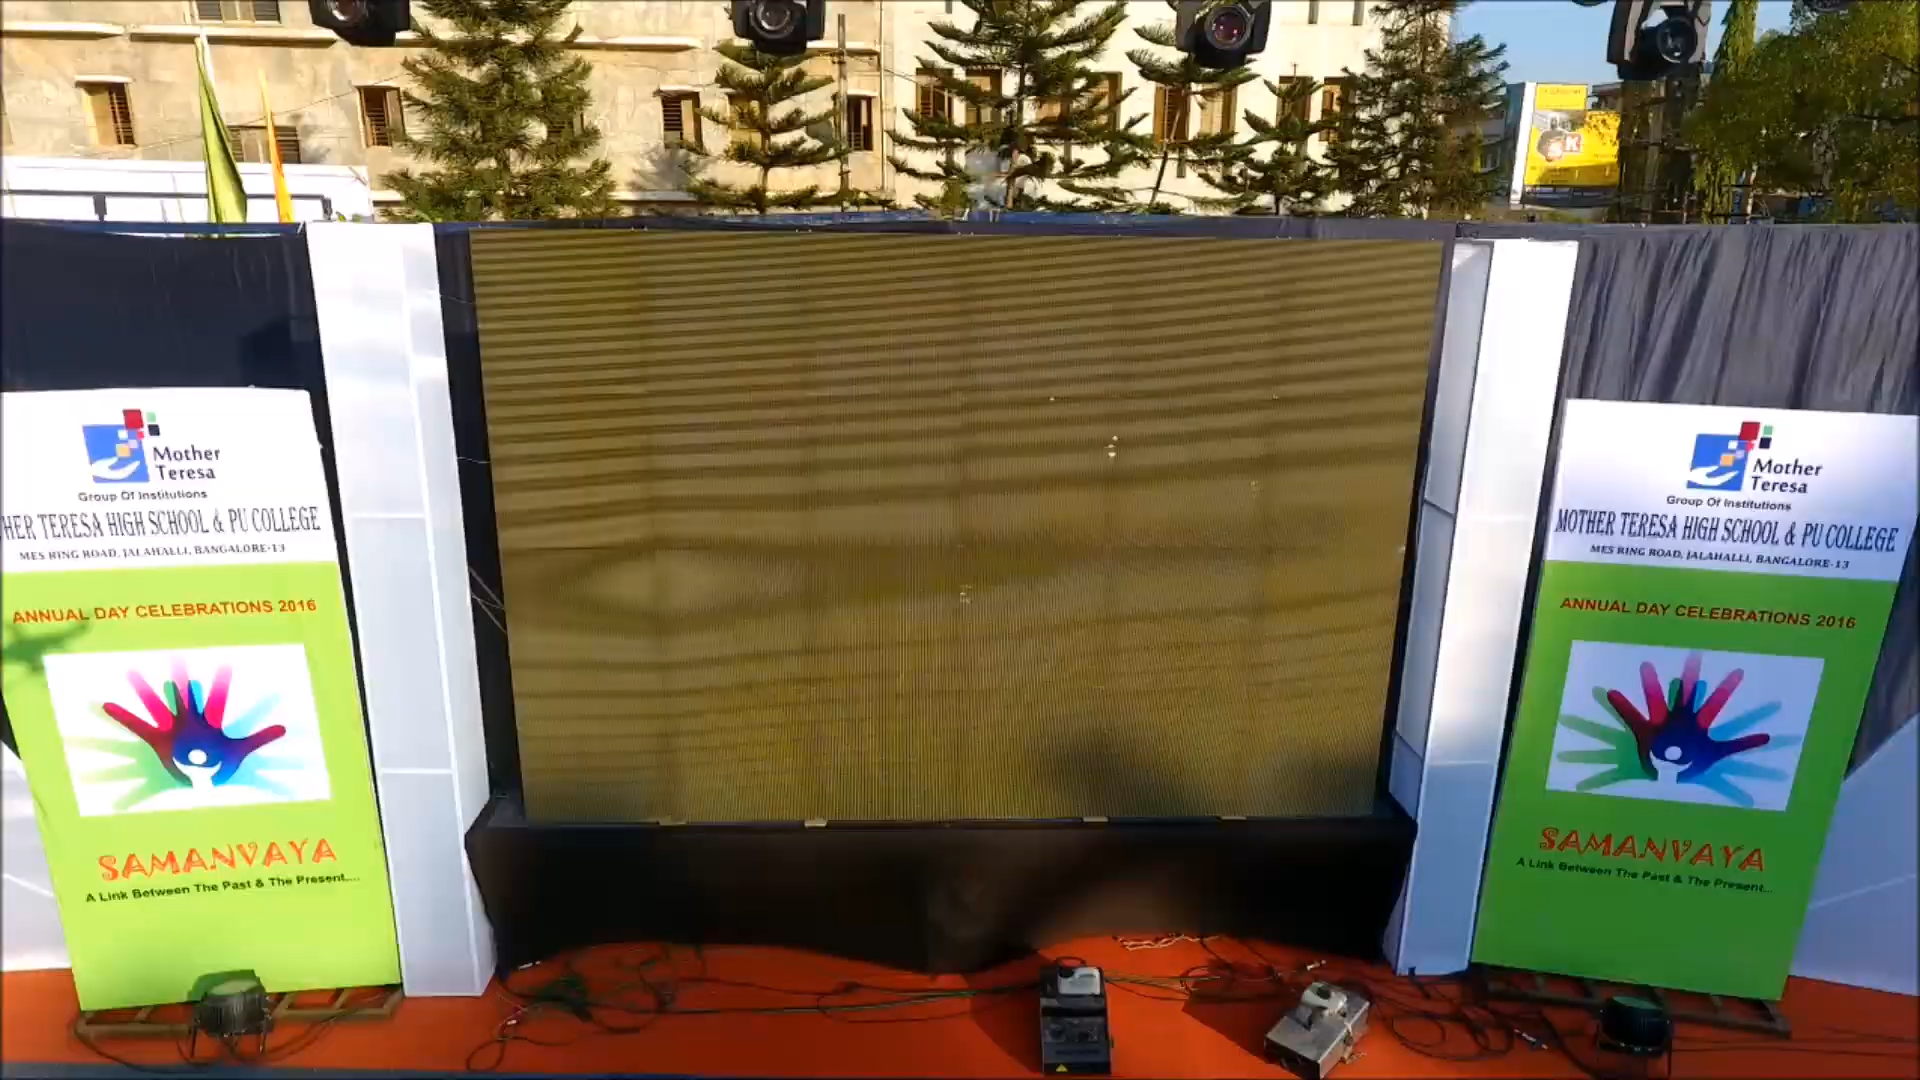 Mother
Teresa
Group Of Institutions
HER TERESA HIGH SCHOOL & PU COLLEGE
MES RING ROAD, JALAHALLI, BANGALORE-13
ANNUAL DAY CELEBRATIONS 2016
SAMANVAYA
A Link Between The Past & The Present....
Mother
Teresa
Group Of Institutions
MOTHER TERESA HIGH SCHOOL & PU COLLEGE
MES RING ROAD, JALAHALLI, BANGALORE-13
ANNUAL DAY CELEBRATIONS 2016
SAMANVAYA
A Link Between The Past & The Present...